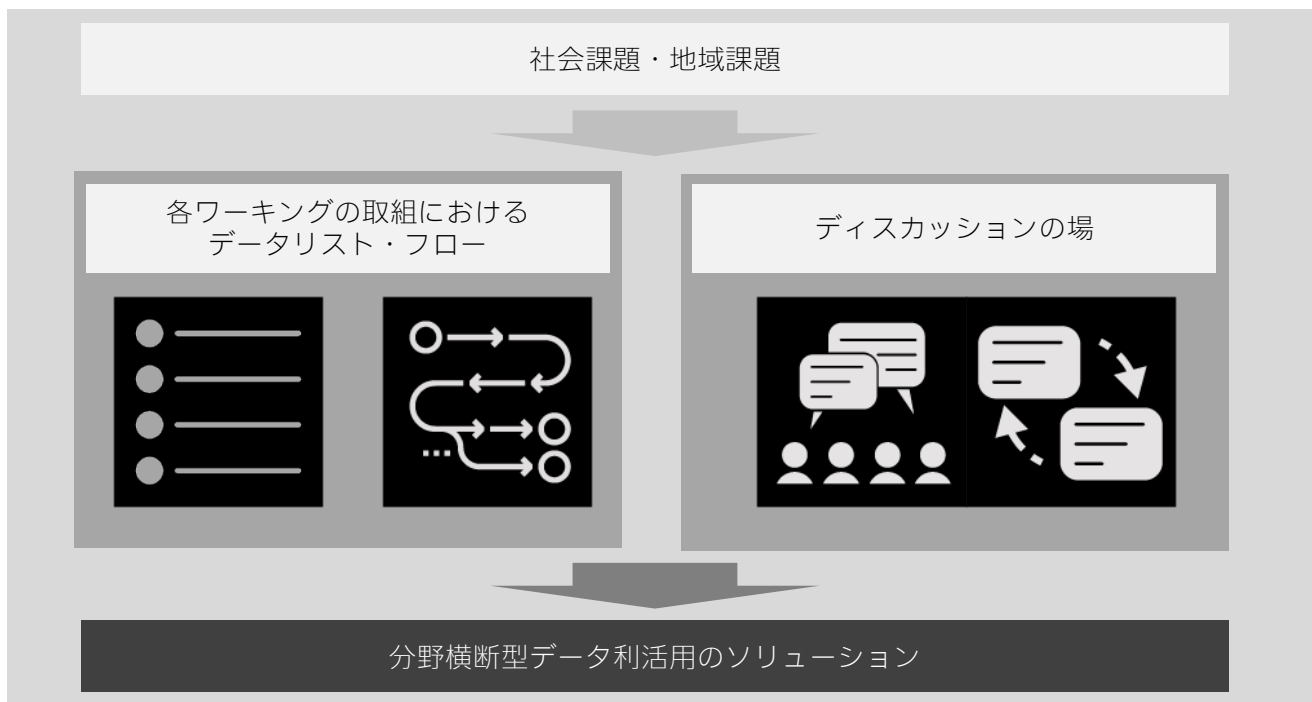 社会課題・地域課題
各ワーキングの取組における
データリスト・フロー
ディスカッションの場
分野横断型データ利活用のソリューション